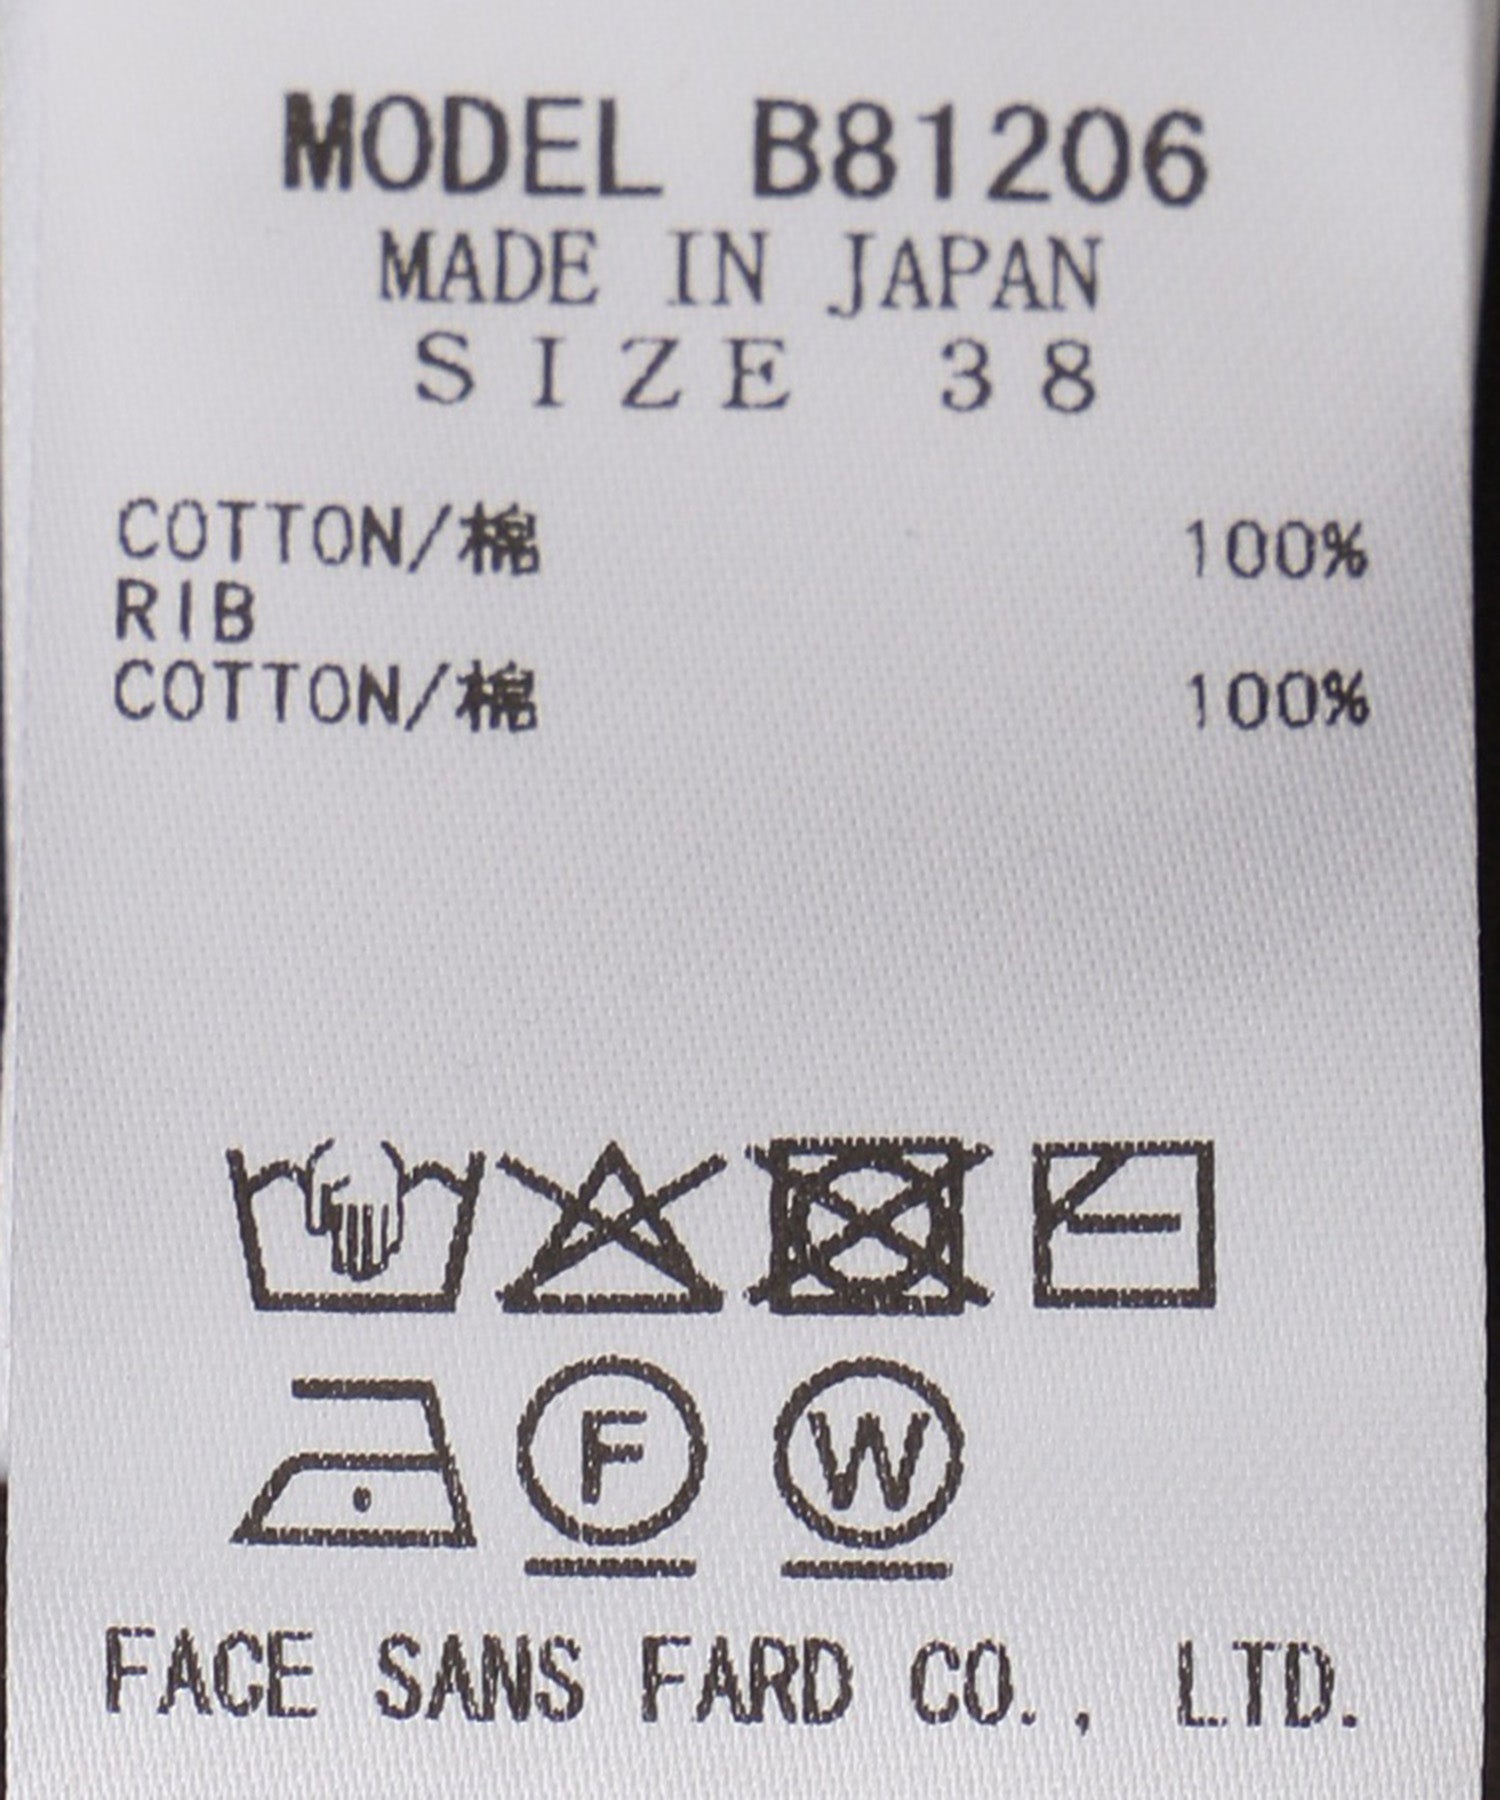 MODEL B81206
MADE IN JAPAN
SIZE 38
COTTON/棉 100%
RIB
COTTON/棉 100%
F W
FACE SANS FARD CO., LTD.